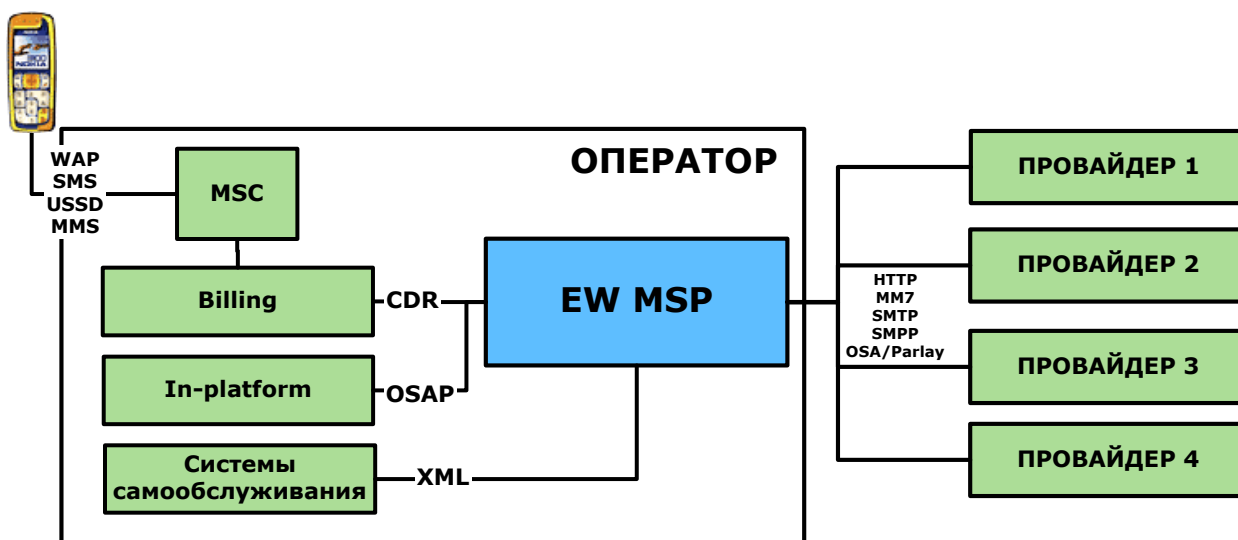 NOKIA
WAP
SMS
USSD
MMS
MSC
ОПЕРАТОР
Billing
CDR
EW MSP
In-platform
OSAP
Системы
самообслуживания
XML
HTTP
MM7
SMTP
SMPP
OSA/Parlay
ПРОВАЙДЕР 1
ПРОВАЙДЕР 2
ПРОВАЙДЕР 3
ПРОВАЙДЕР 4